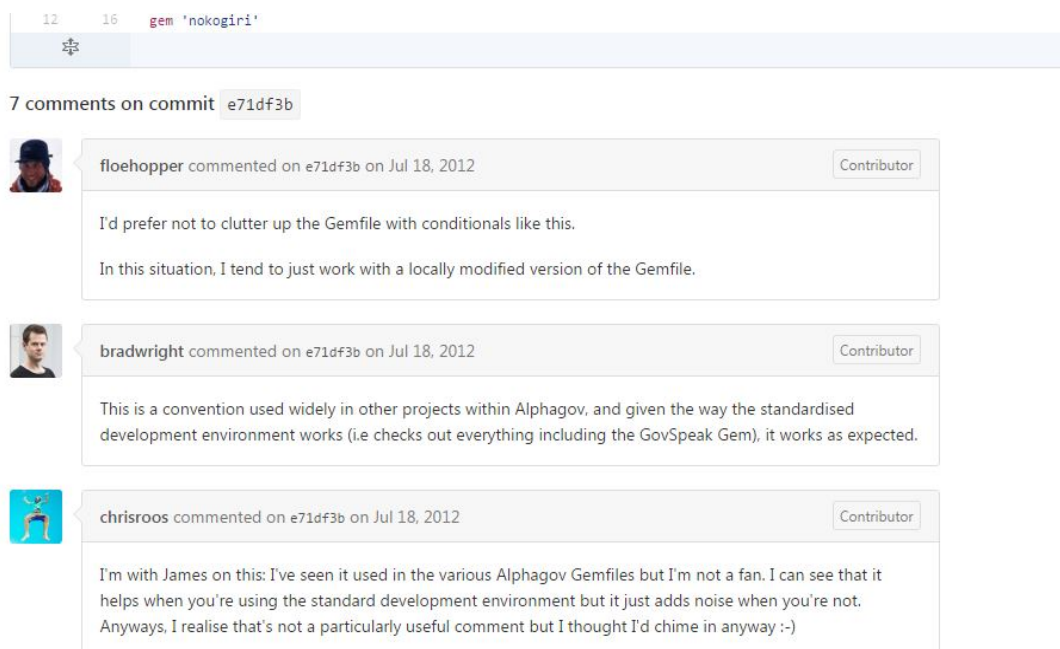 12 16 gem 'nokogiri'
7 comments on commit e71df3b
floehopper commented on e71df3b on Jul 18, 2012 Contributor
I'd prefer not to clutter up the Gemfile with conditionals like this.
In this situation, I tend to just work with a locally modified version of the Gemfile.
bradwright commented on e71df3b on Jul 18, 2012 Contributor
This is a convention used widely in other projects within Alphagov, and given the way the standardised
development environment works (i.e checks out everything including the GovSpeak Gem), it works as expected.
chrisroos commented on e71df3b on Jul 18, 2012 Contributor
I'm with James on this: I've seen it used in the various Alphagov Gemfiles but I'm not a fan. I can see that it
helps when you're using the standard development environment but it just adds noise when you're not.
Anyways, I realise that's not a particularly useful comment but I thought I'd chime in anyway :-)